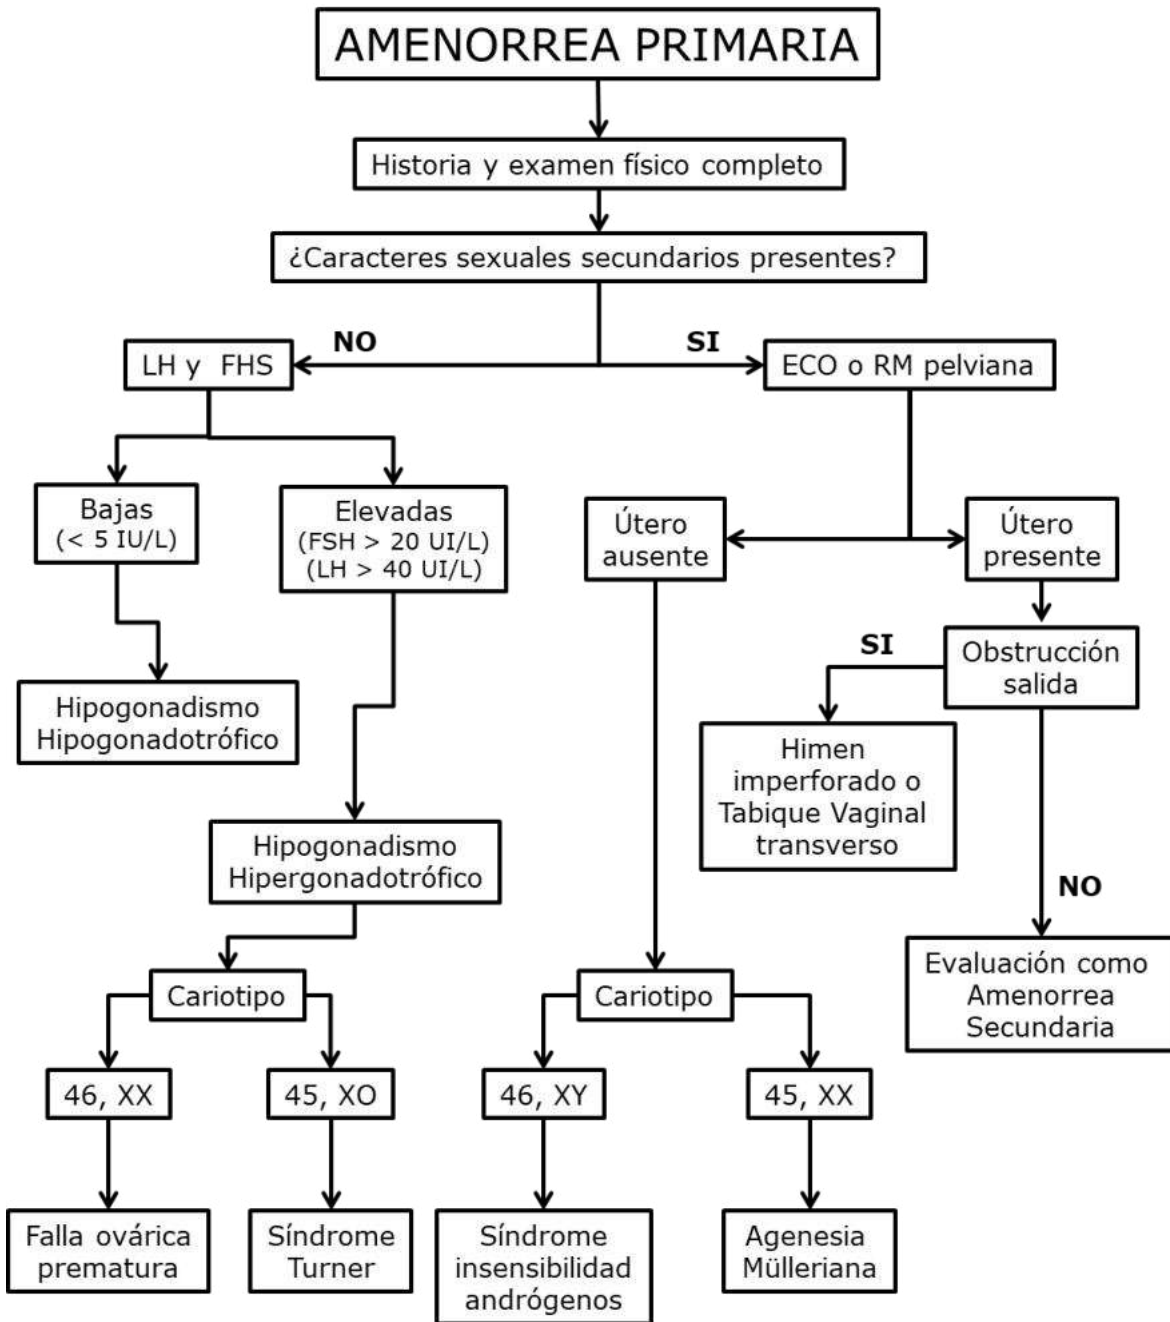 AMENORREA PRIMARIA
Historia y examen físico completo
¿Caracteres sexuales secundarios presentes?
NO
SI
LH y FHS
ECO o RM pelviana
Bajas
(< 5 IU/L)
Elevadas
(FSH > 20 UI/L)
(LH > 40 UI/L)
Útero
ausente
Útero
presente
SI
Obstrucción
salida
Hipogonadismo
Hipogonadotrófico
Himen
imperforado o
Tabique Vaginal
transverso
Hipogonadismo
Hipergonadotrófico
NO
Evaluación como
Amenorrea
Secundaria
Cariotipo
Cariotipo
46, XX
45, XO
46, XY
45, XX
Falla ovárica
prematura
Síndrome
Turner
Síndrome
insensibilidad
andrógenos
Agenesia
Mülleriana